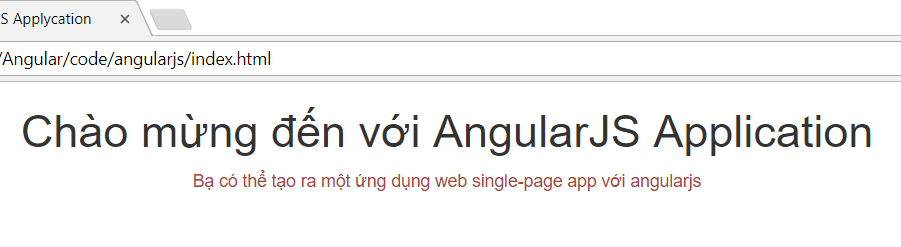 S Applycation
/Angular/code/angularjs/index.html
Chào mừng đến với AngularJS Application
Bạ có thể tạo ra một ứng dụng web single-page app với angularjs